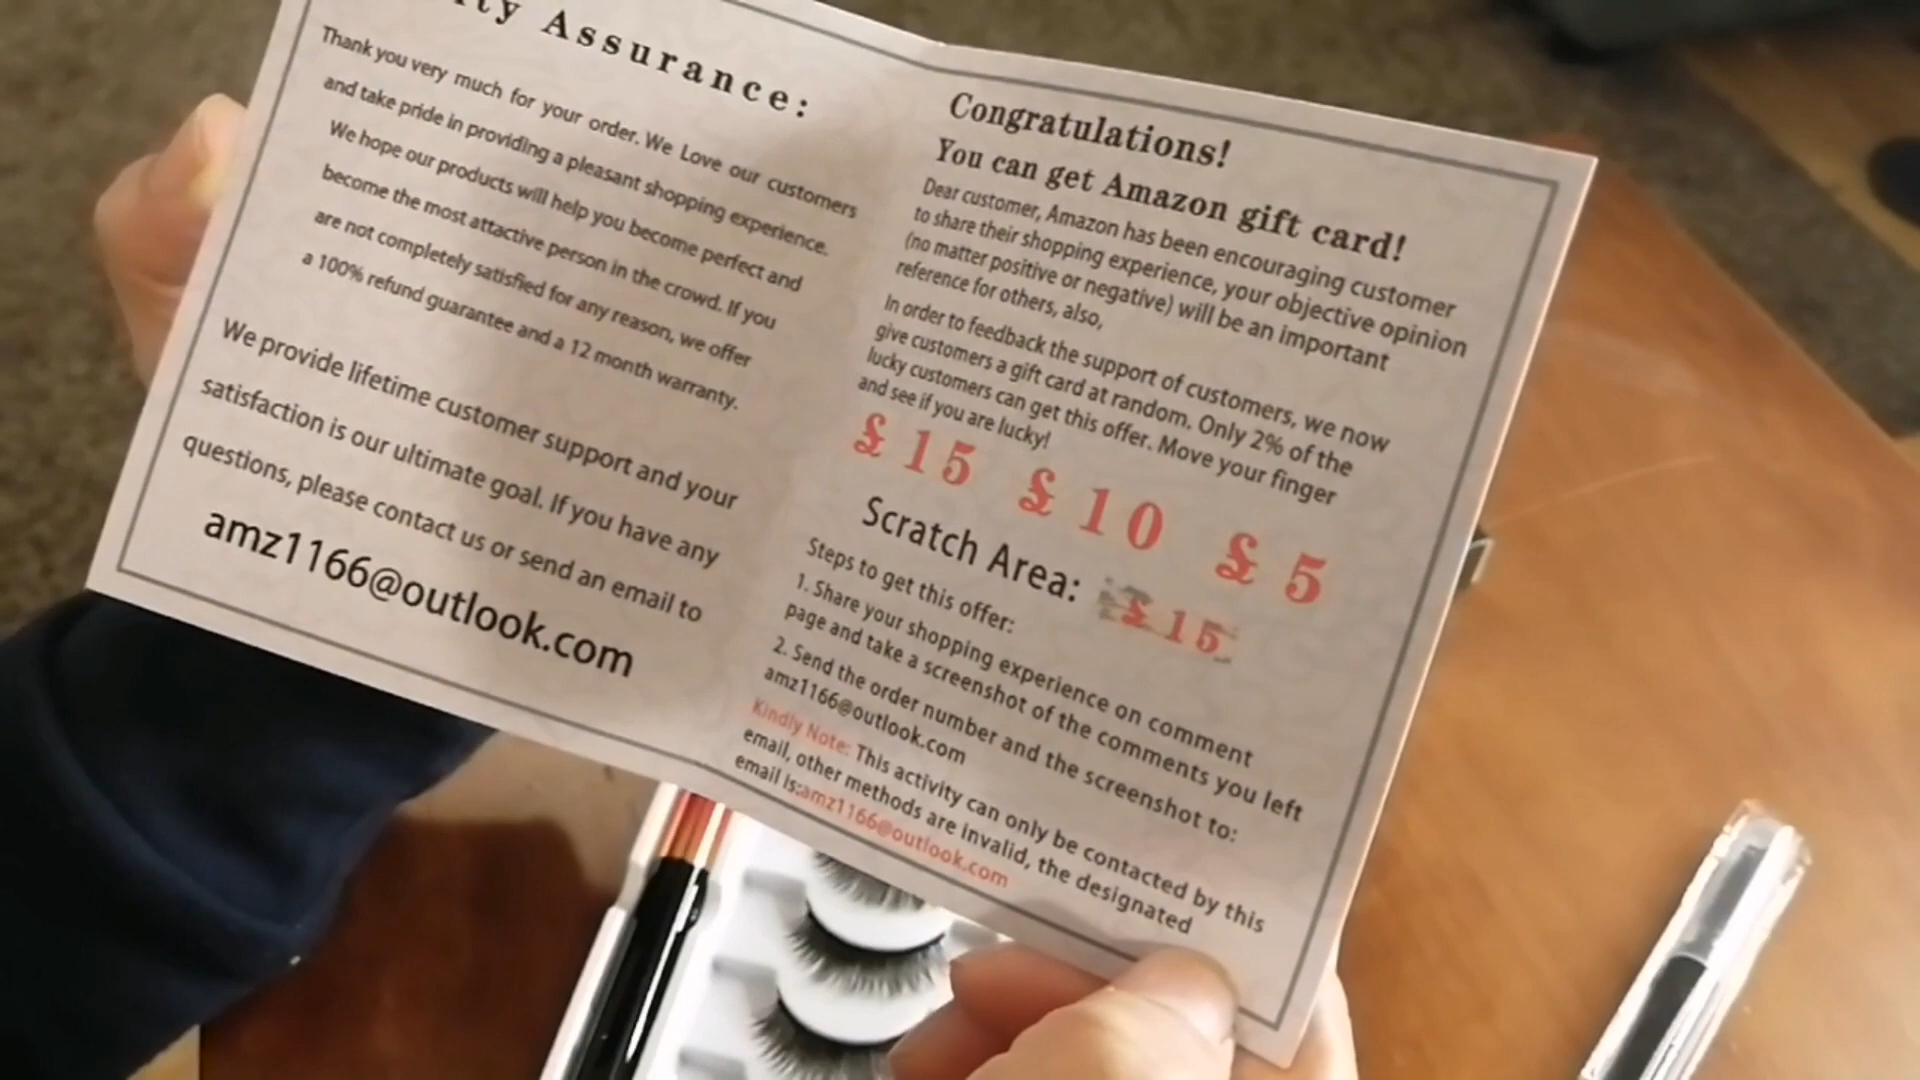 ty Assurance:
Thank you very much for your order. We Love our customers
and take pride in providing a pleasant shopping experience.
We hope our products will help you become perfect and
become the most attactive person in the crowd. If you
are not completely satisfied for any reason, we offer
a 100% refund guarantee and a 12 month warranty.
We provide lifetime customer support and your
satisfaction is our ultimate goal. If you have any
questions, please contact us or send an email to
amz1166@outlook.com
Congratulations!
You can get Amazon gift card!
Dear customer, Amazon has been encouraging customer
to share their shopping experience, your objective opinion
(no matter positive or negative) will be an important
reference for others, also,
In order to feedback the support of customers, we now
give customers a gift card at random. Only 2% of the
lucky customers can get this offer. Move your finger
and see if you are lucky!
£15 £10 £5
Scratch Area: £15
Steps to get this offer:
1. Share your shopping experience on comment
page and take a screenshot of the comments you left
2. Send the order number and the screenshot to:
amz1166@outlook.com
Kindly Note: This activity can only be contacted by this
email, other methods are invalid, the designated
email is:amz1166@outlook.com